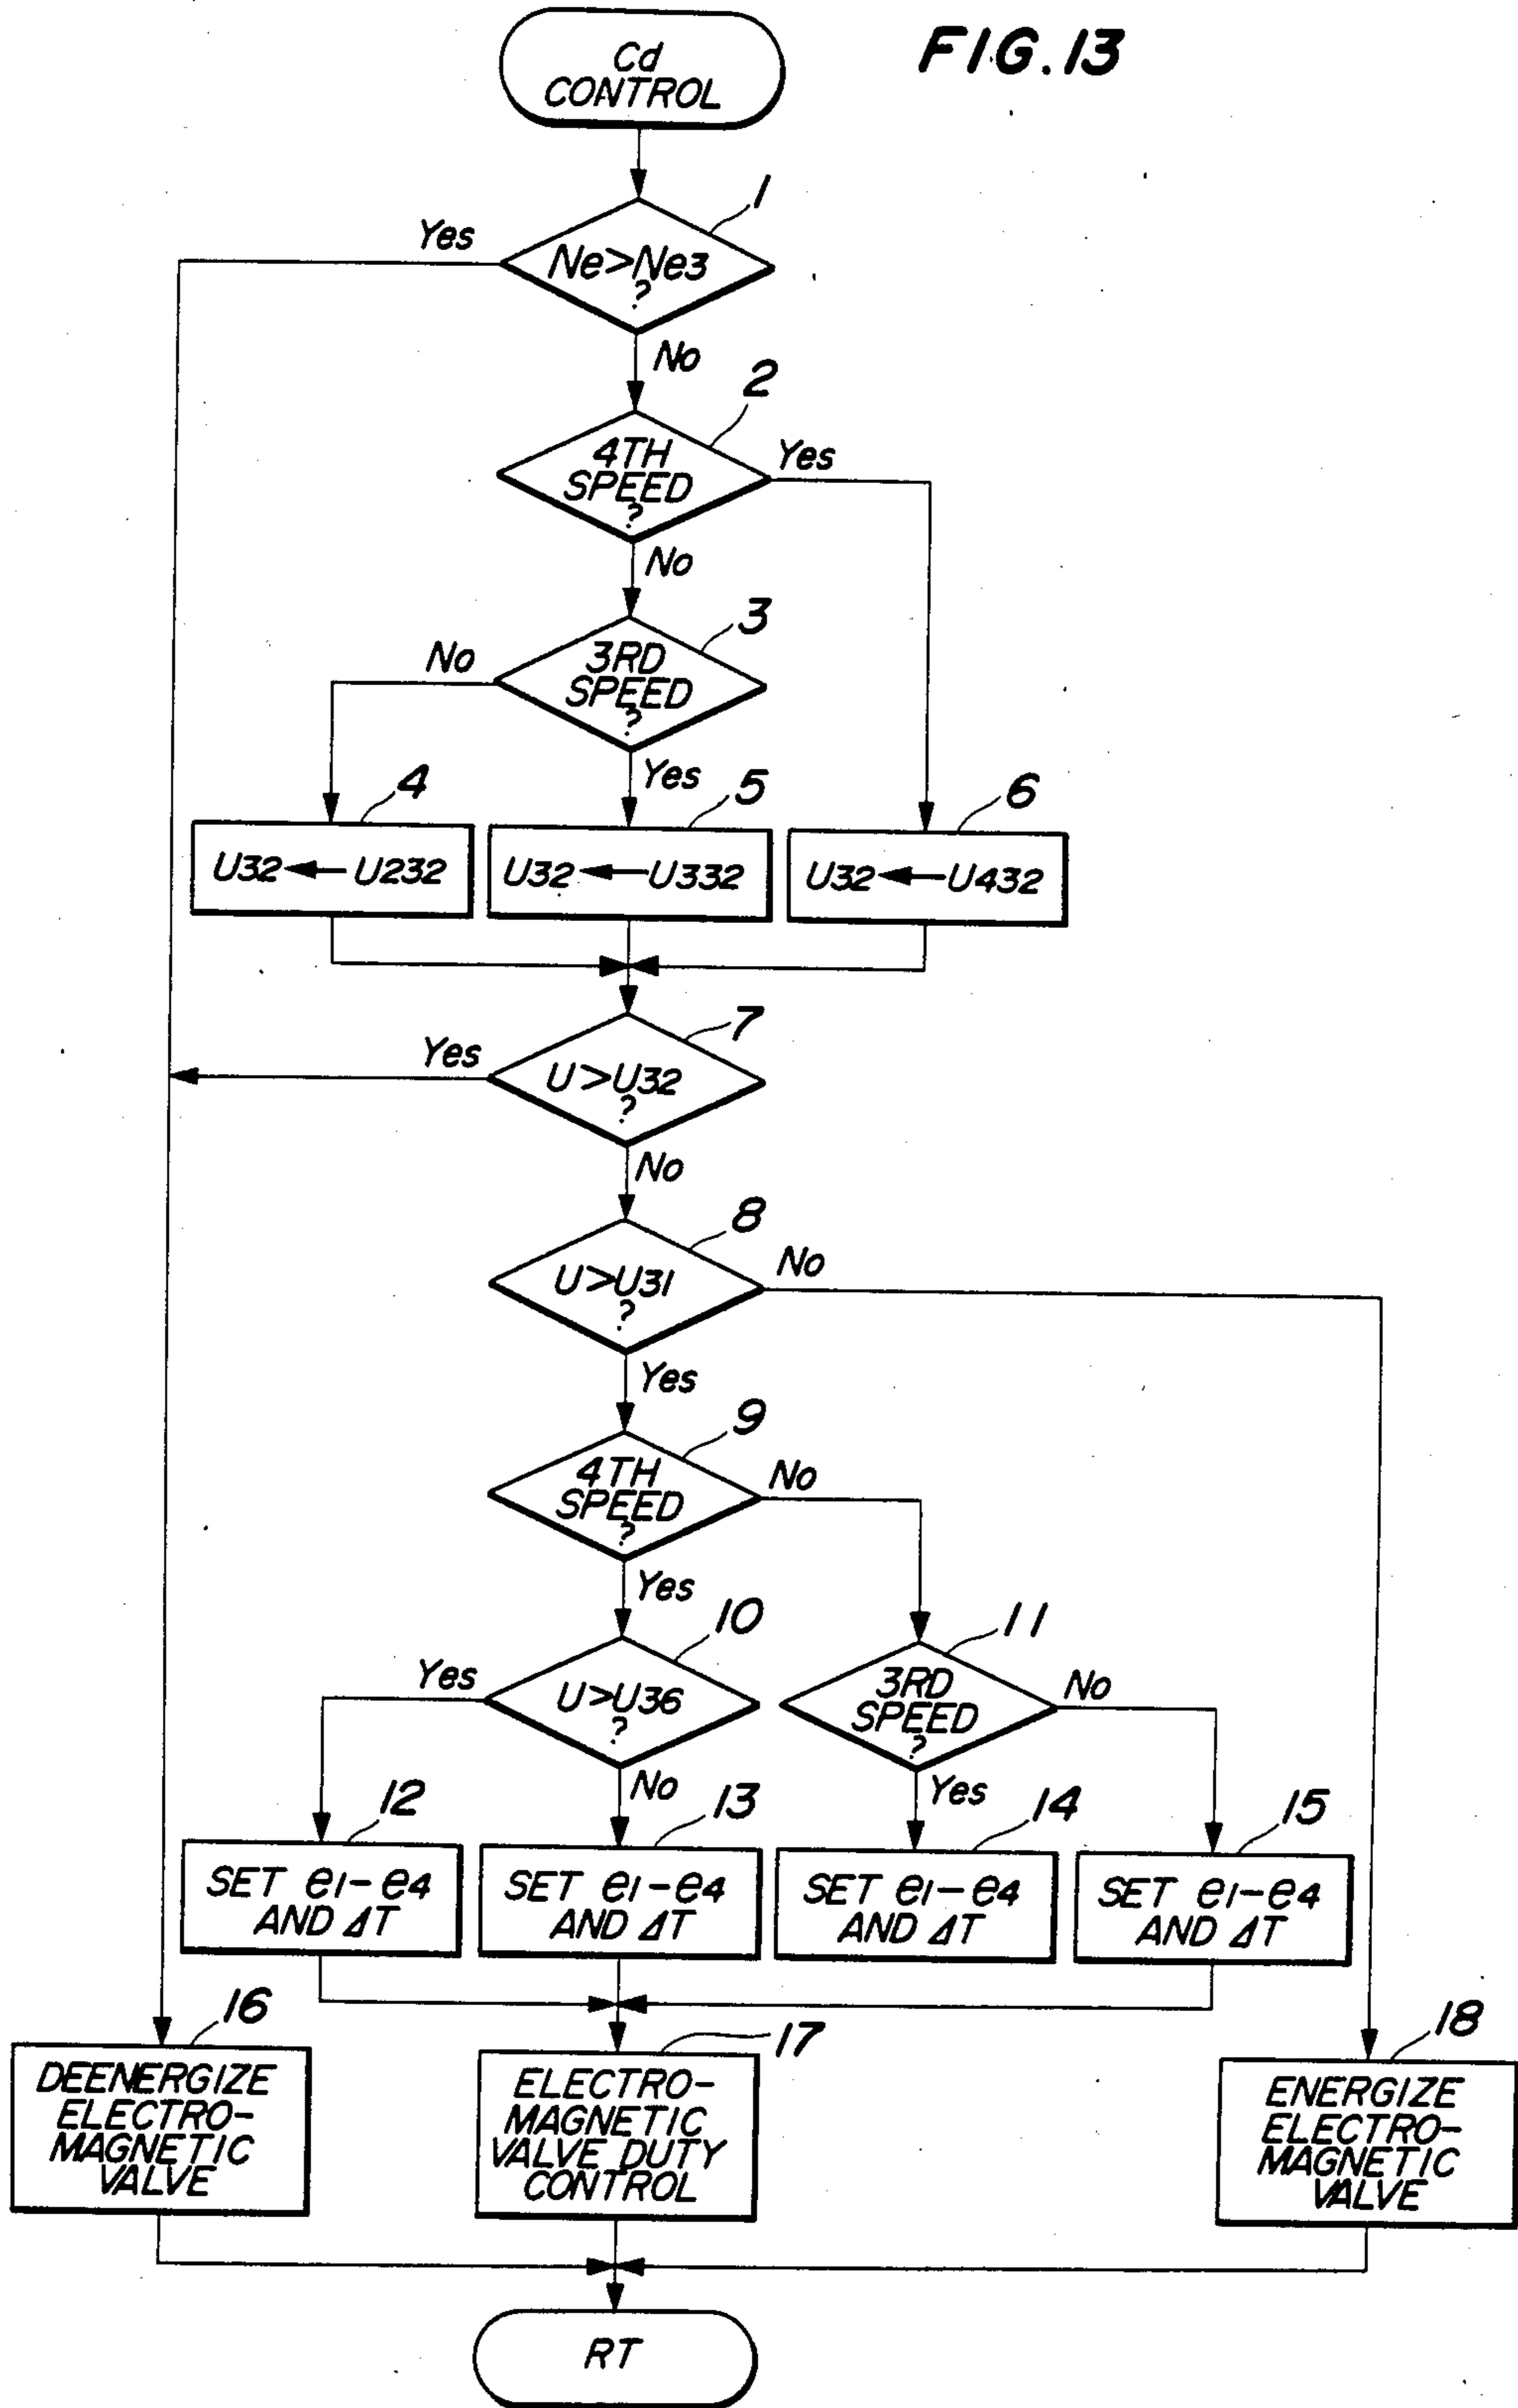 FIG. 13
Cd
CONTROL
1
Yes
Ne>Ne3
?
No
2
4TH
SPEED
?
Yes
No
3
No
3RD
SPEED
?
Yes
4
5
6
U32 ← U232
U32 ← U332
U32 ← U432
7
Yes
U>U32
?
No
8
U>U31
?
No
Yes
9
4TH
SPEED
?
No
Yes
10
11
Yes
U>U36
?
3RD
SPEED
?
No
No
Yes
12
13
14
15
SET e1-e4
AND ΔT
SET e1-e4
AND ΔT
SET e1-e4
AND ΔT
SET e1-e4
AND ΔT
16
17
18
DEENERGIZE
ELECTRO-
MAGNETIC
VALVE
ELECTRO-
MAGNETIC
VALVE DUTY
CONTROL
ENERGIZE
ELECTRO-
MAGNETIC
VALVE
RT